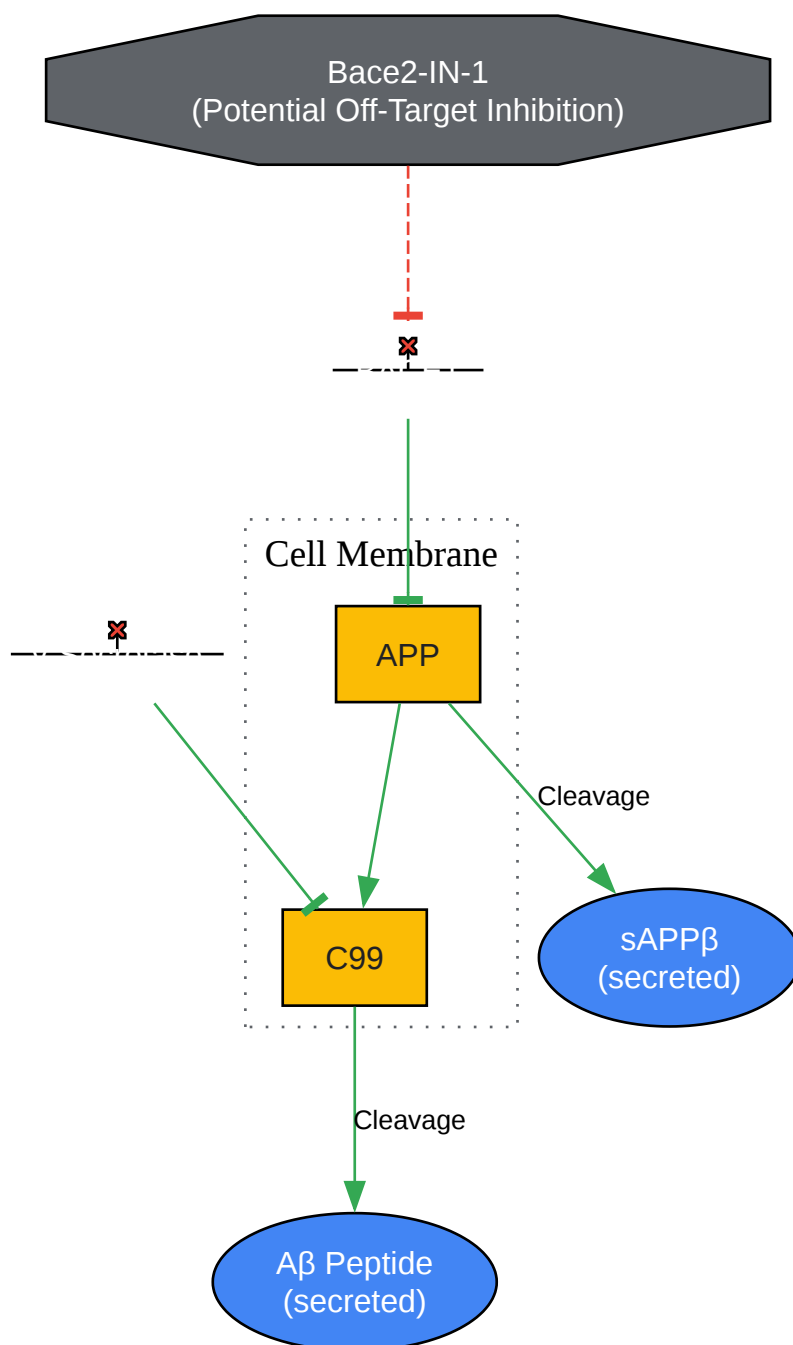 Bace2-IN-1
(Potential Off-Target Inhibition)
Cell Membrane
APP
Cleavage
C99
sAPPβ
(secreted)
Cleavage
Aβ Peptide
(secreted)